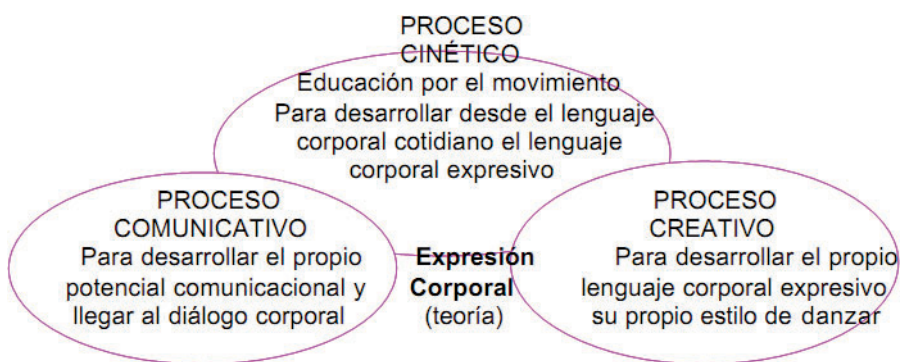 PROCESO
CINÉTICO
Educación por el movimiento
Para desarrollar desde el lenguaje
corporal cotidiano el lenguaje
corporal expresivo
PROCESO
COMUNICATIVO
Para desarrollar el propio
potencial comunicacional y
llegar al diálogo corporal
Expresión
Corporal
(teoría)
PROCESO
CREATIVO
Para desarrollar el propio
lenguaje corporal expresivo
su propio estilo de danzar